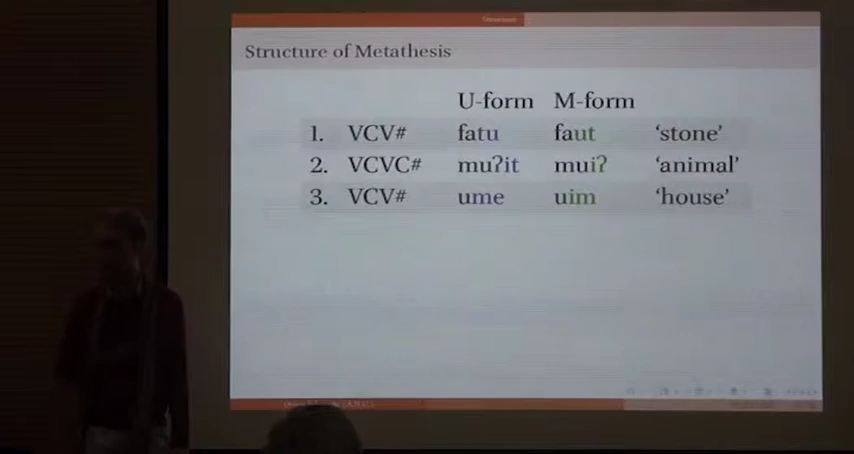 Structure of Metathesis
U-form M-form
1. VCV# fatu faut ‘stone’
2. VCVC# muʔit muiʔ ‘animal’
3. VCV# ume uim ‘house’